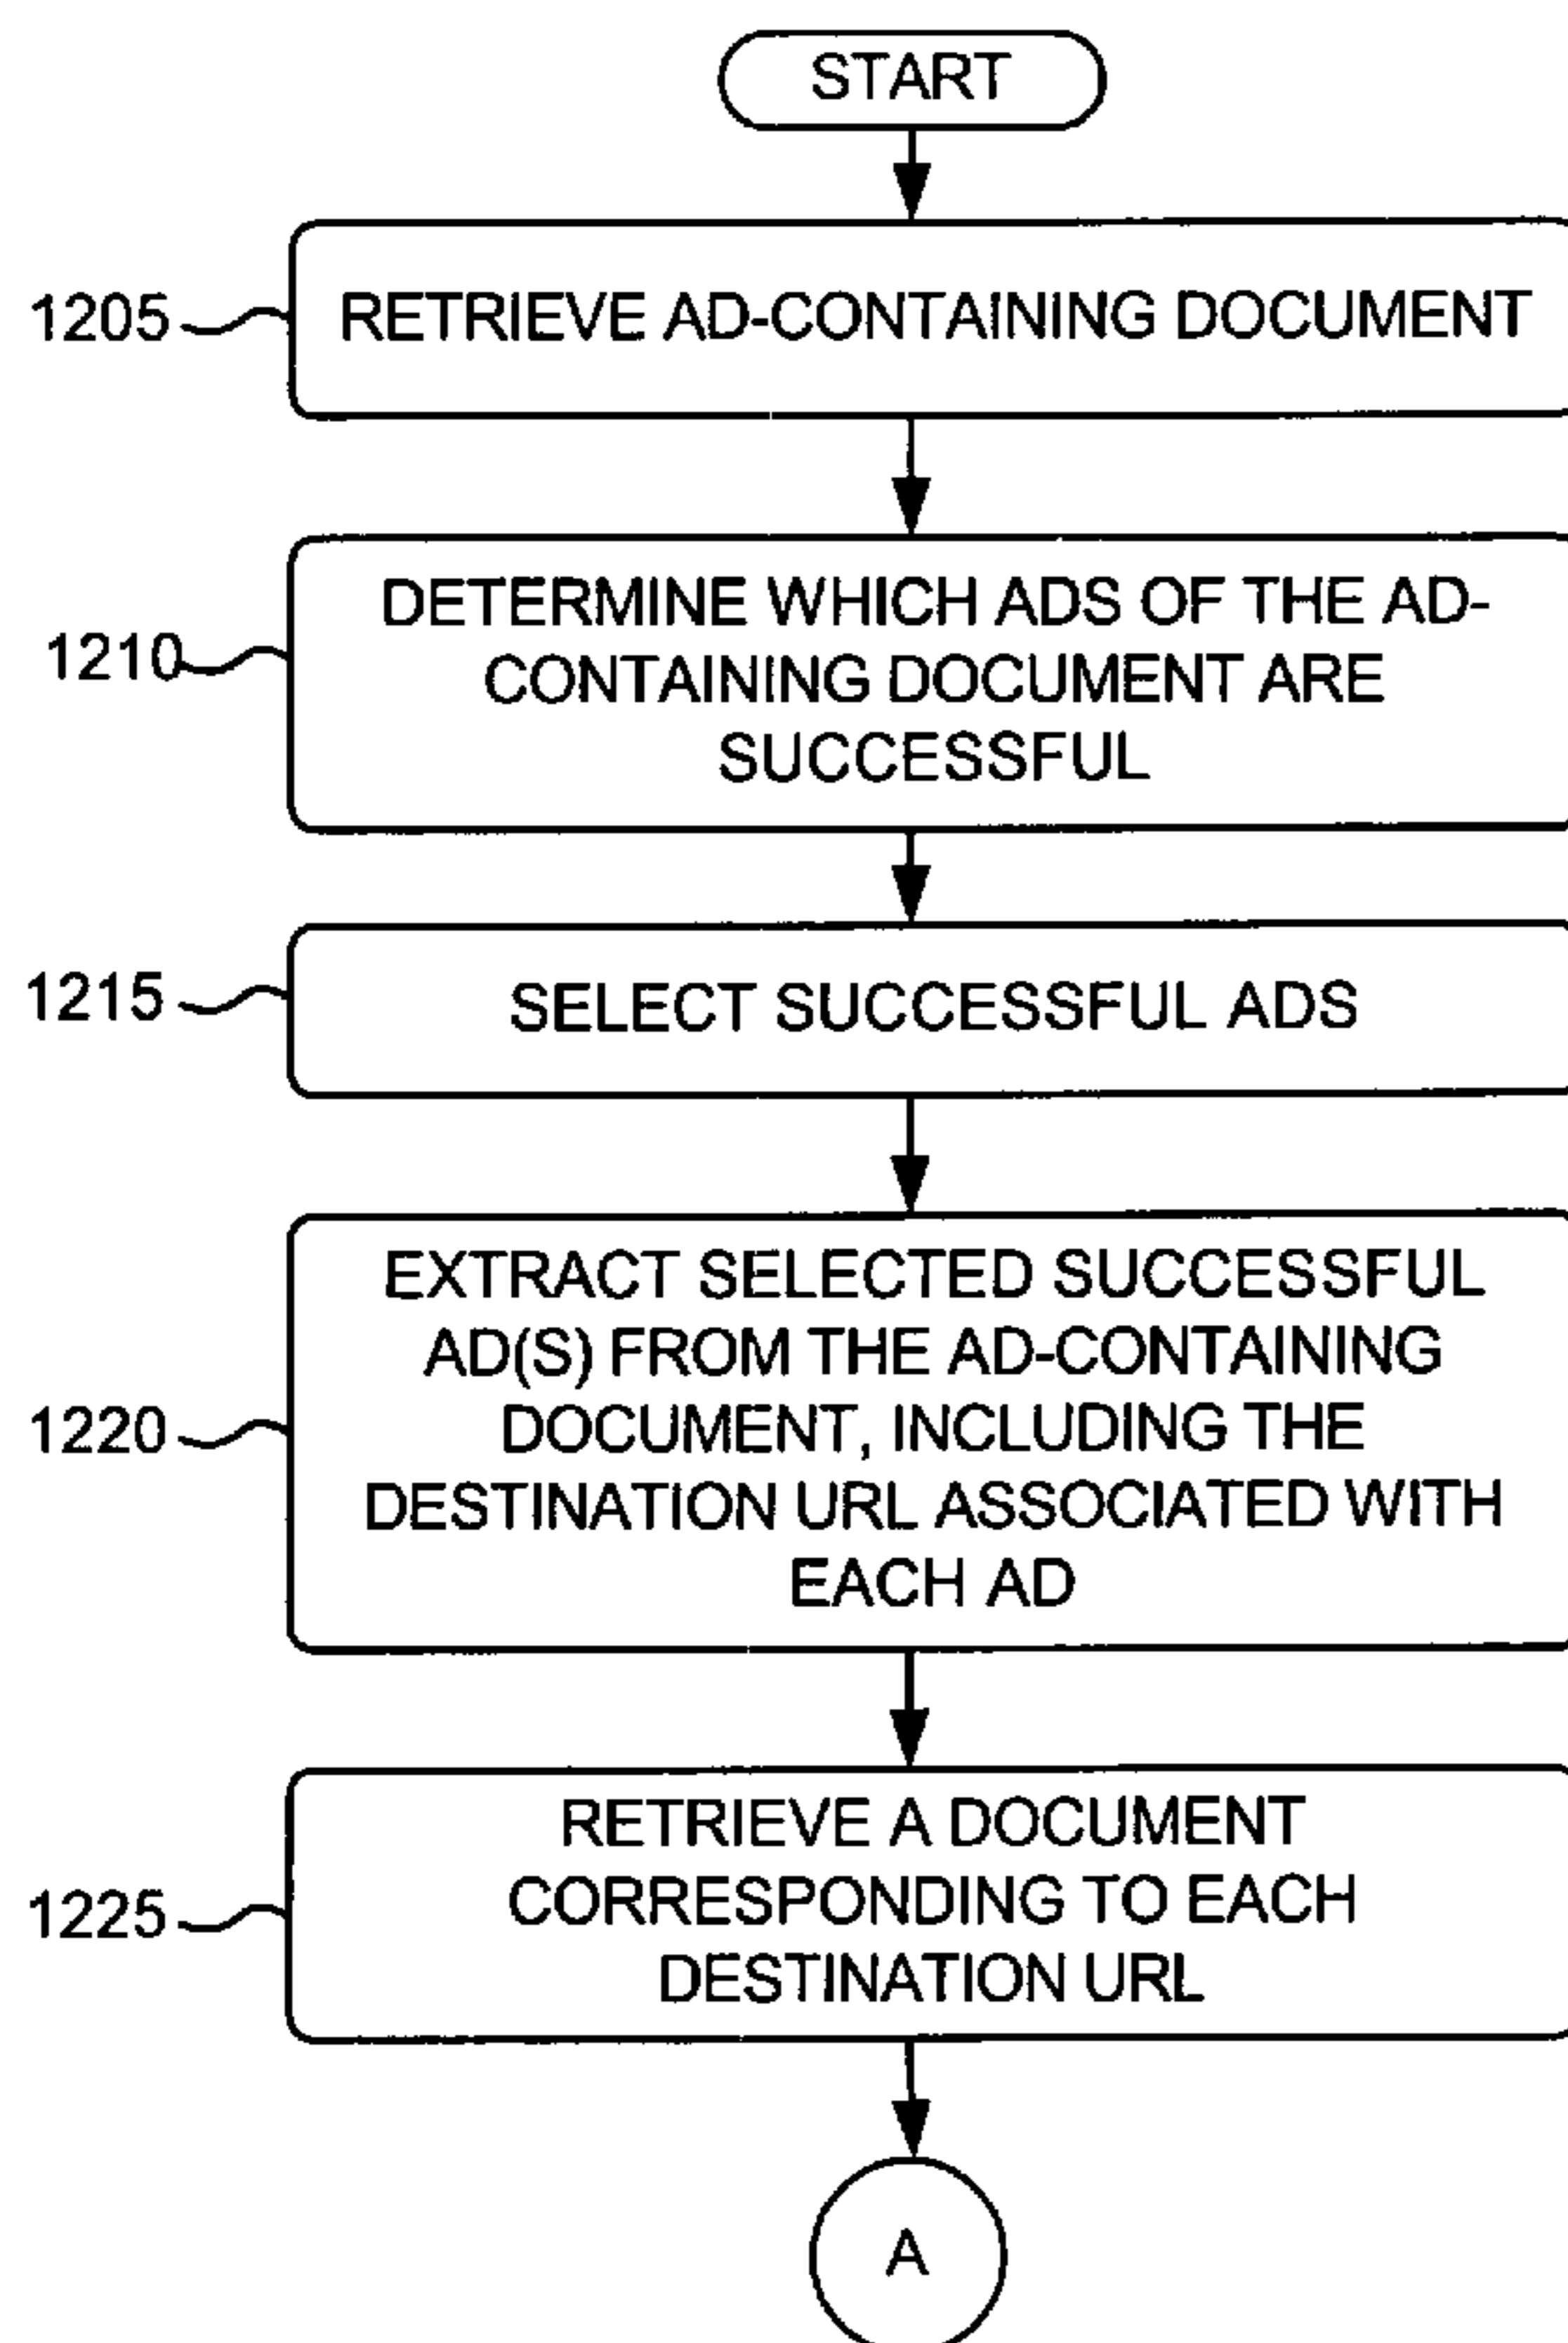 START
1205
RETRIEVE AD-CONTAINING DOCUMENT
1210
DETERMINE WHICH ADS OF THE AD-
CONTAINING DOCUMENT ARE
SUCCESSFUL
1215
SELECT SUCCESSFUL ADS
1220
EXTRACT SELECTED SUCCESSFUL
AD(S) FROM THE AD-CONTAINING
DOCUMENT, INCLUDING THE
DESTINATION URL ASSOCIATED WITH
EACH AD
1225
RETRIEVE A DOCUMENT
CORRESPONDING TO EACH
DESTINATION URL
A